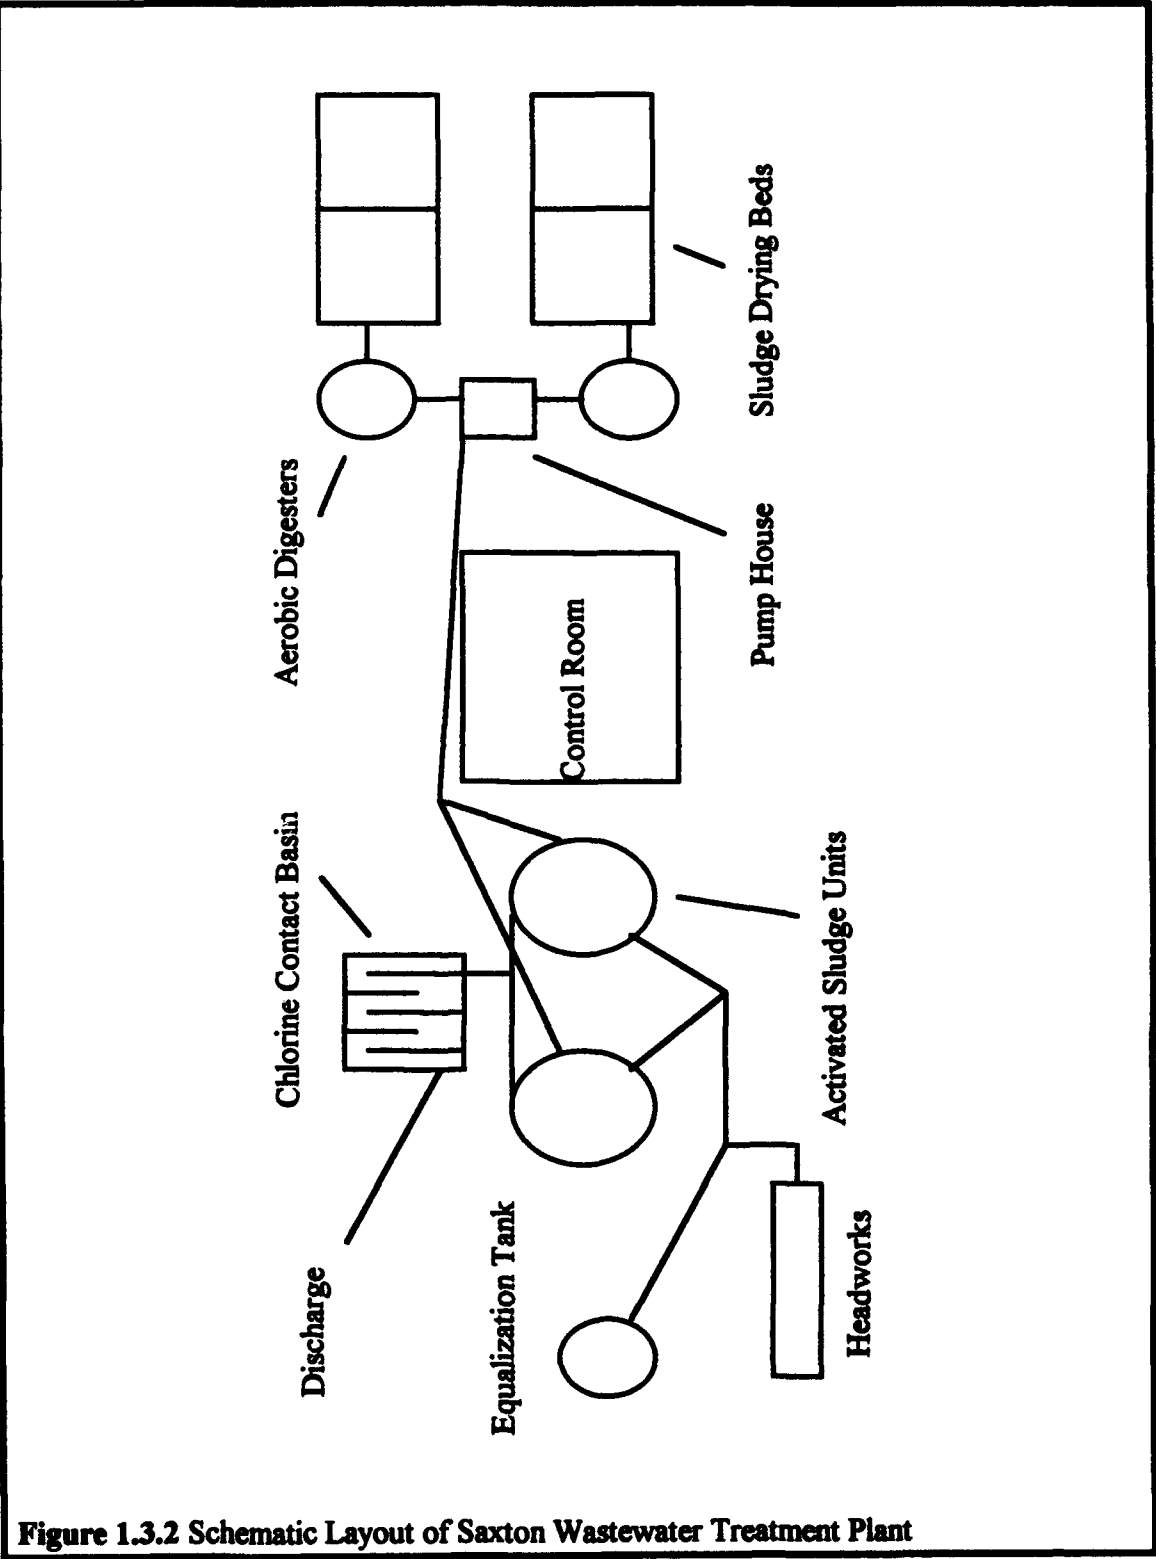 Aerobic Digesters
Sludge Drying Beds
Pump House
Control Room
Chlorine Contact Basin
Activated Sludge Units
Discharge
Equalization Tank
Headworks
Figure 1.3.2 Schematic Layout of Saxton Wastewater Treatment Plant